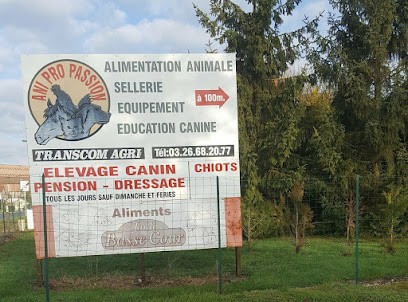 ANI PRO PASSION
ALIMENTATION ANIMALE
SELLERIE
EQUIPEMENT
à 100m.
EDUCATION CANINE
TRANSCOM AGRI Tél:03.26.68.20.77
ELEVAGE CANIN CHIOTS
PENSION - DRESSAGE
TOUS LES JOURS SAUF DIMANCHE ET FERIES
Aliments
Basse Cour